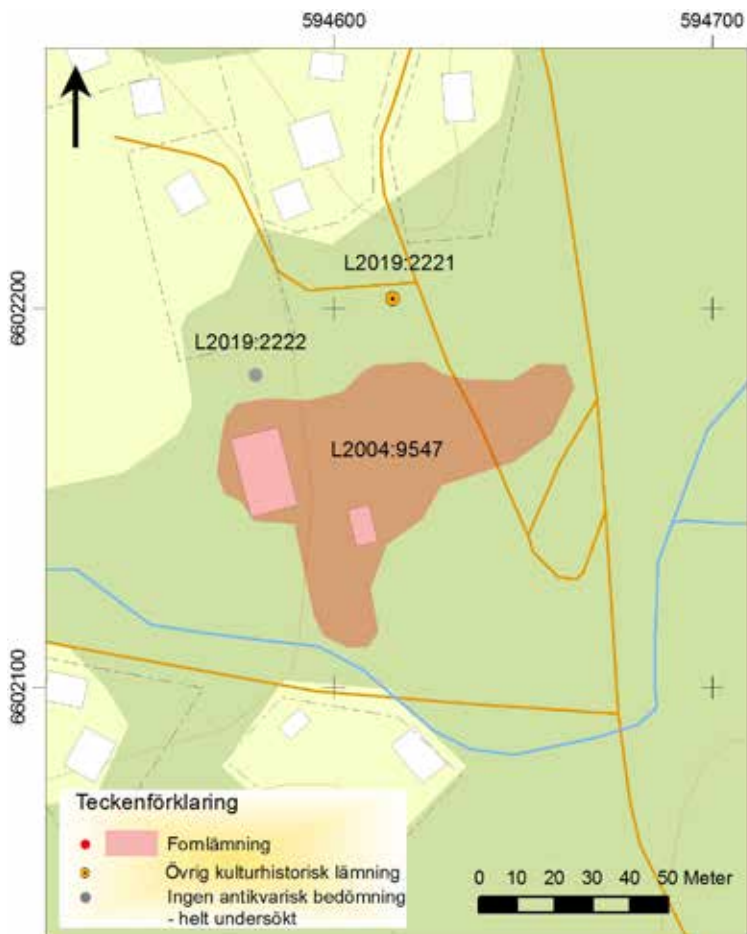 594600
594700
L2019:2221
6602200
L2019:2222
L2004:9547
6602100
Teckenförklaring
Fornlämning
Övrig kulturhistorisk lämning
Ingen antikvarisk bedömning
- helt undersökt
0 10 20 30 40 50 Meter